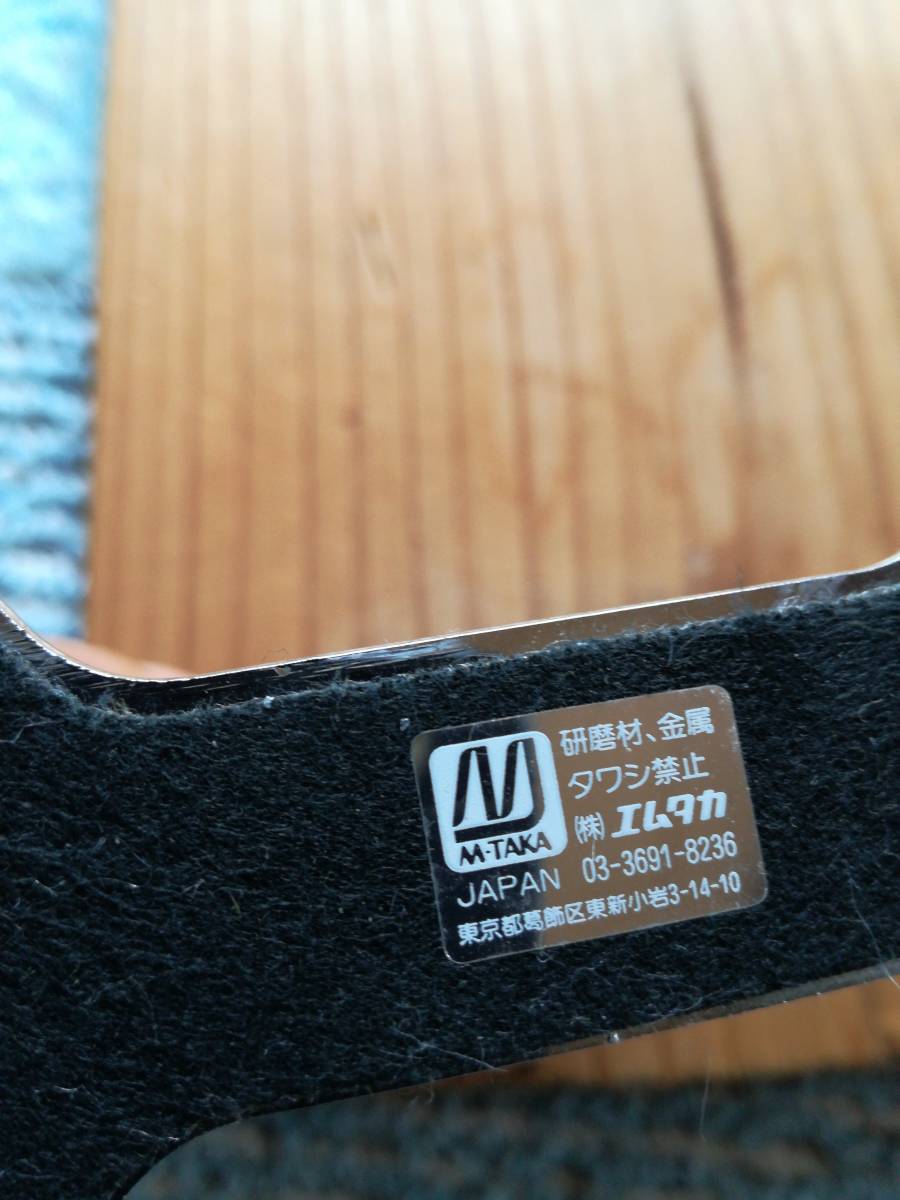 研磨材、金属
タワシ禁止
㈱エムタカ
M-TAKA
JAPAN 03-3691-8236
東京都葛飾区東新小岩3-14-10